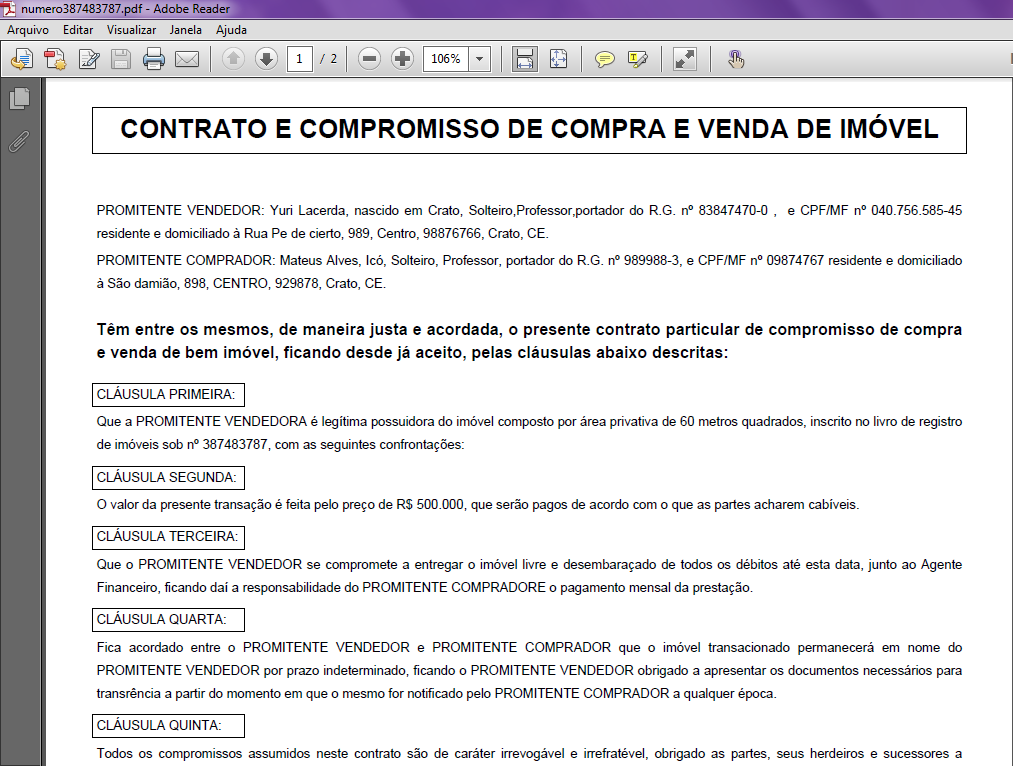 numero387483787.pdf - Adobe Reader
Arquivo Editar Visualizar Janela Ajuda
1 / 2 106%
CONTRATO E COMPROMISSO DE COMPRA E VENDA DE IMÓVEL
PROMITENTE VENDEDOR: Yuri Lacerda, nascido em Crato, Solteiro,Professor,portador do R.G. nº 83847470-0 , e CPF/MF nº 040.756.585-45
residente e domiciliado à Rua Pe de cierto, 989, Centro, 98876766, Crato, CE.
PROMITENTE COMPRADOR: Mateus Alves, Icó, Solteiro, Professor, portador do R.G. nº 989988-3, e CPF/MF nº 09874767 residente e domiciliado
à São damião, 898, CENTRO, 929878, Crato, CE.
Têm entre os mesmos, de maneira justa e acordada, o presente contrato particular de compromisso de compra
e venda de bem imóvel, ficando desde já aceito, pelas cláusulas abaixo descritas:
CLÁUSULA PRIMEIRA:
Que a PROMITENTE VENDEDORA é legítima possuidora do imóvel composto por área privativa de 60 metros quadrados, inscrito no livro de registro
de imóveis sob nº 387483787, com as seguintes confrontações:
CLÁUSULA SEGUNDA:
O valor da presente transação é feita pelo preço de R$ 500.000, que serão pagos de acordo com o que as partes acharem cabíveis.
CLÁUSULA TERCEIRA:
Que o PROMITENTE VENDEDOR se compromete a entregar o imóvel livre e desembaraçado de todos os débitos até esta data, junto ao Agente
Financeiro, ficando daí a responsabilidade do PROMITENTE COMPRADORE o pagamento mensal da prestação.
CLÁUSULA QUARTA:
Fica acordado entre o PROMITENTE VENDEDOR e PROMITENTE COMPRADOR que o imóvel transacionado permanecerá em nome do
PROMITENTE VENDEDOR por prazo indeterminado, ficando o PROMITENTE VENDEDOR obrigado a apresentar os documentos necessários para
transrência a partir do momento em que o mesmo for notificado pelo PROMITENTE COMPRADOR a qualquer época.
CLÁUSULA QUINTA:
Todos os compromissos assumidos neste contrato são de caráter irrevogável e irrefratével, obrigado as partes, seus herdeiros e sucessores a